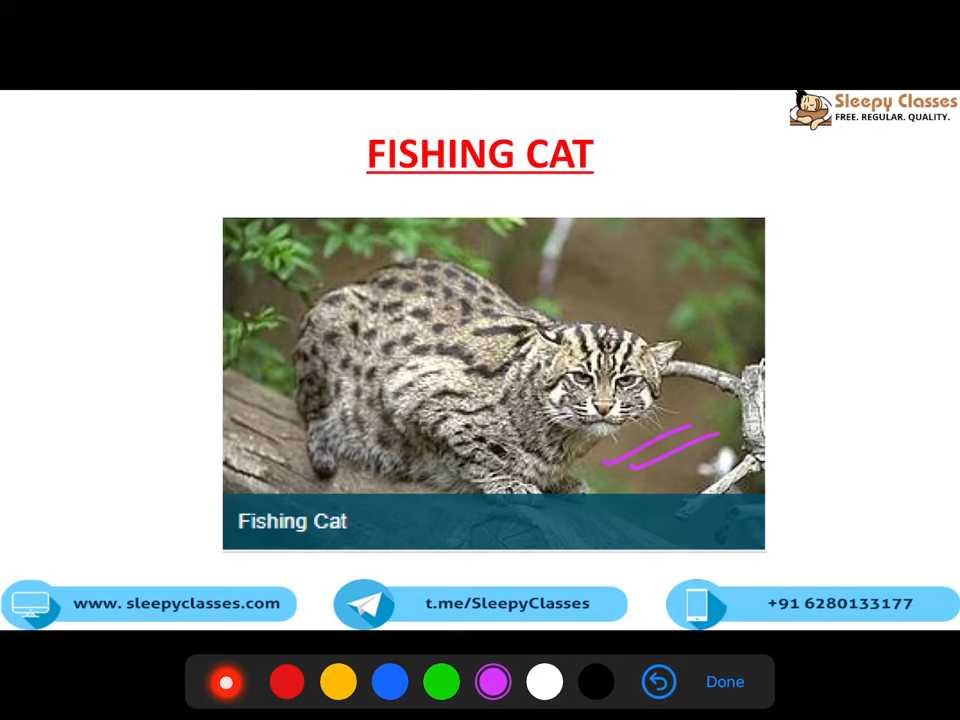 Sleepy Classes
FREE. REGULAR. QUALITY.
FISHING CAT
Fishing Cat
www. sleepyclasses.com
t.me/SleepyClasses
+91 6280133177
Done